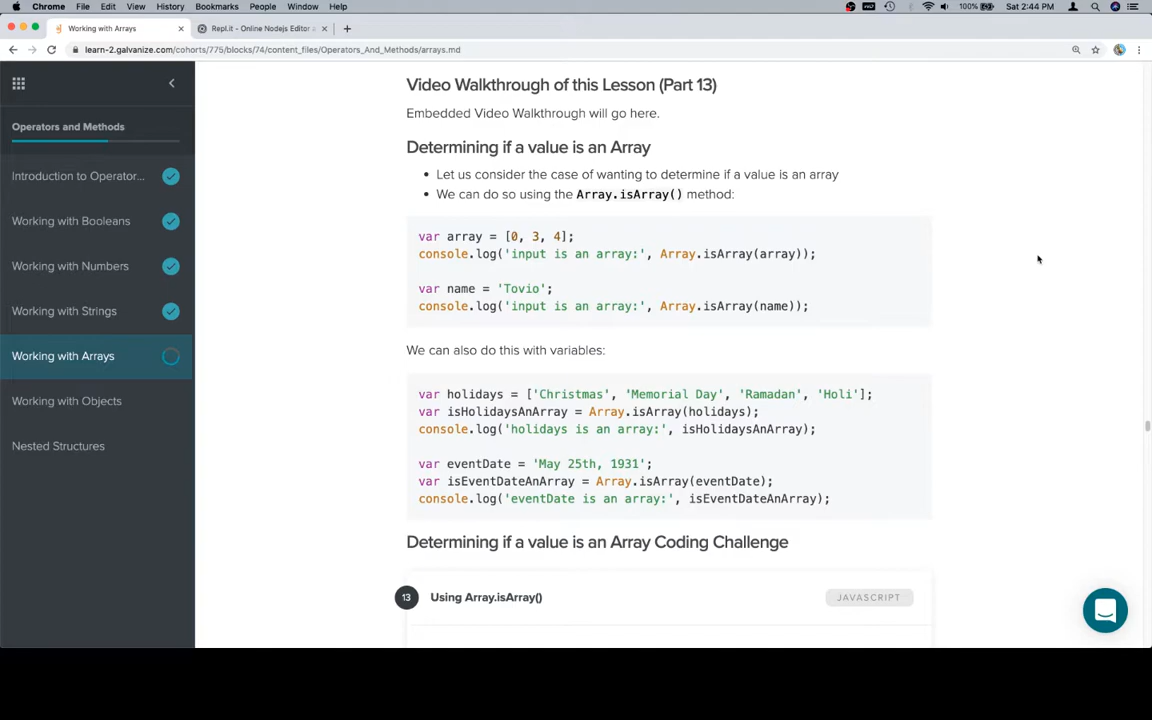 Chrome File Edit View History Bookmarks People Window Help 100% Sat 2:44 PM
Working with Arrays
Repl.it - Online Nodejs Editor a
learn-2.galvanize.com/cohorts/775/blocks/74/content_files/Operators_And_Methods/arrays.md
Operators and Methods
Introduction to Operator...
Working with Booleans
Working with Numbers
Working with Strings
Working with Arrays
Working with Objects
Nested Structures
Video Walkthrough of this Lesson (Part 13)
Embedded Video Walkthrough will go here.
Determining if a value is an Array
• Let us consider the case of wanting to determine if a value is an array
• We can do so using the Array.isArray() method:
var array = [0, 3, 4];
console.log('input is an array:', Array.isArray(array));
var name = 'Tovio';
console.log('input is an array:', Array.isArray(name));
We can also do this with variables:
var holidays = ['Christmas', 'Memorial Day', 'Ramadan', 'Holi'];
var isHolidaysAnArray = Array.isArray(holidays);
console.log('holidays is an array:', isHolidaysAnArray);
var eventDate = 'May 25th, 1931';
var isEventDateAnArray = Array.isArray(eventDate);
console.log('eventDate is an array:', isEventDateAnArray);
Determining if a value is an Array Coding Challenge
13 Using Array.isArray() JAVASCRIPT